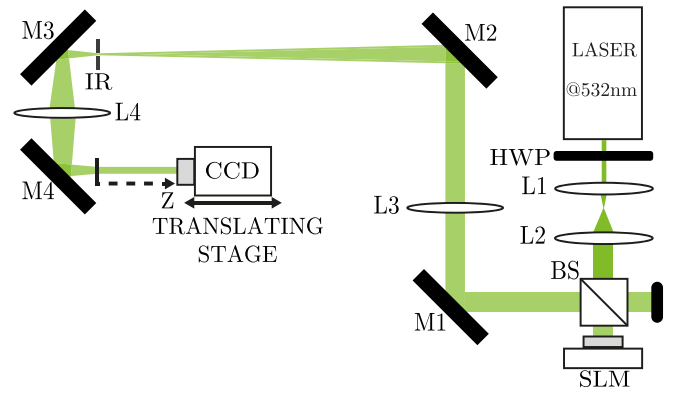 M3
M2
LASER
@532nm
IR
L4
HWP
L1
CCD
M4
Z
L3
TRANSLATING
STAGE
L2
BS
M1
SLM